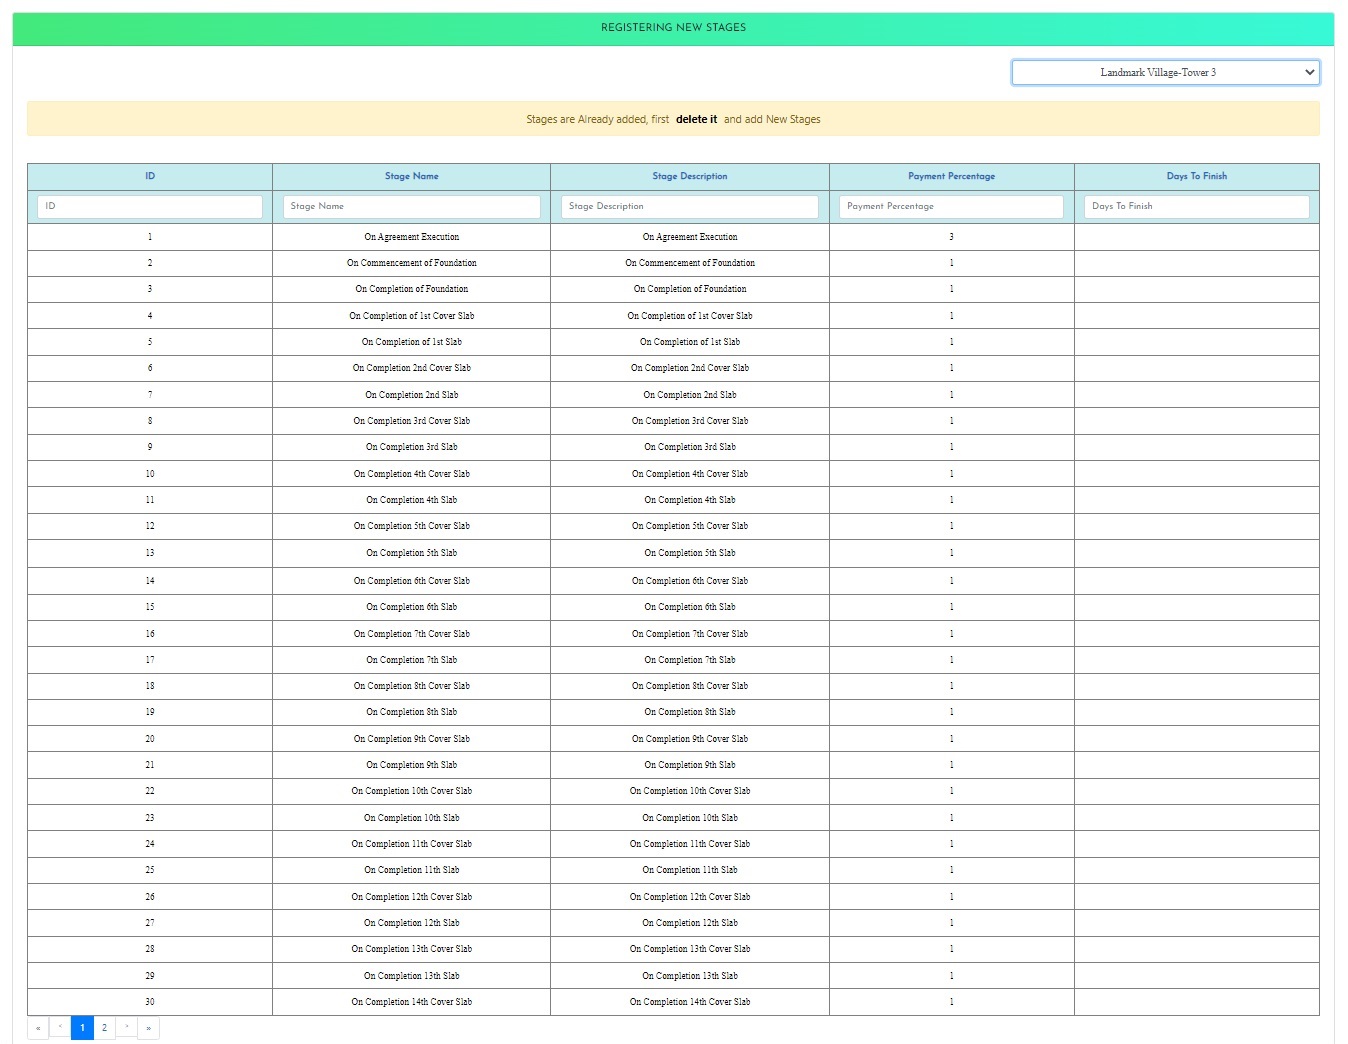 REGISTERING NEW STAGES
Landmark Village-Tower 3
Stages are Already added, first delete it and add New Stages
ID Stage Name Stage Description Payment Percentage Days To Finish
ID Stage Name Stage Description Payment Percentage Days To Finish
1 On Agreement Execution On Agreement Execution 3
2 On Commencement of Foundation On Commencement of Foundation 1
3 On Completion of Foundation On Completion of Foundation 1
4 On Completion of 1st Cover Slab On Completion of 1st Cover Slab 1
5 On Completion of 1st Slab On Completion of 1st Slab 1
6 On Completion 2nd Cover Slab On Completion 2nd Cover Slab 1
7 On Completion 2nd Slab On Completion 2nd Slab 1
8 On Completion 3rd Cover Slab On Completion 3rd Cover Slab 1
9 On Completion 3rd Slab On Completion 3rd Slab 1
10 On Completion 4th Cover Slab On Completion 4th Cover Slab 1
11 On Completion 4th Slab On Completion 4th Slab 1
12 On Completion 5th Cover Slab On Completion 5th Cover Slab 1
13 On Completion 5th Slab On Completion 5th Slab 1
14 On Completion 6th Cover Slab On Completion 6th Cover Slab 1
15 On Completion 6th Slab On Completion 6th Slab 1
16 On Completion 7th Cover Slab On Completion 7th Cover Slab 1
17 On Completion 7th Slab On Completion 7th Slab 1
18 On Completion 8th Cover Slab On Completion 8th Cover Slab 1
19 On Completion 8th Slab On Completion 8th Slab 1
20 On Completion 9th Cover Slab On Completion 9th Cover Slab 1
21 On Completion 9th Slab On Completion 9th Slab 1
22 On Completion 10th Cover Slab On Completion 10th Cover Slab 1
23 On Completion 10th Slab On Completion 10th Slab 1
24 On Completion 11th Cover Slab On Completion 11th Cover Slab 1
25 On Completion 11th Slab On Completion 11th Slab 1
26 On Completion 12th Cover Slab On Completion 12th Cover Slab 1
27 On Completion 12th Slab On Completion 12th Slab 1
28 On Completion 13th Cover Slab On Completion 13th Cover Slab 1
29 On Completion 13th Slab On Completion 13th Slab 1
30 On Completion 14th Cover Slab On Completion 14th Cover Slab 1
« < 1 2 > »